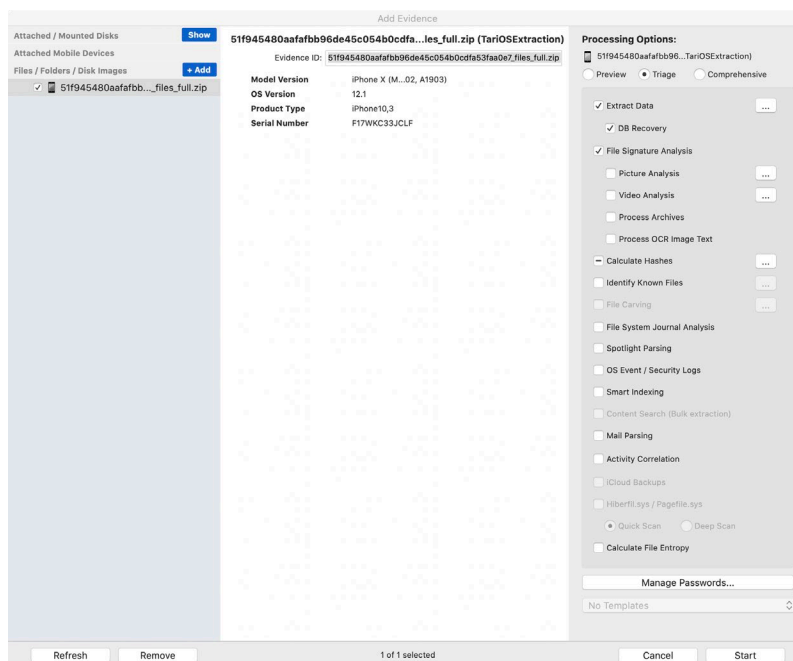 Add Evidence
Attached / Mounted Disks
Show
Attached Mobile Devices
Files / Folders / Disk Images
+ Add
51f945480aafafbb..._files_full.zip
51f945480aafafbb96de45c054b0cdfa...les_full.zip (TariOSExtraction)
Evidence ID: 51f945480aafafbb96de45c054b0cdfa53faa0e7_files_full.zip
Model Version iPhone X (M...02, A1903)
OS Version 12.1
Product Type iPhone10,3
Serial Number F17WKC33JCLF
Processing Options:
51f945480aafafbb96...TariOSExtraction)
Preview Triage Comprehensive
Extract Data ...
DB Recovery
File Signature Analysis
Picture Analysis ...
Video Analysis ...
Process Archives
Process OCR Image Text
Calculate Hashes ...
Identify Known Files ...
File Carving ...
File System Journal Analysis
Spotlight Parsing
OS Event / Security Logs
Smart Indexing
Content Search (Bulk extraction)
Mail Parsing
Activity Correlation
iCloud Backups
Hiberfil.sys / Pagefile.sys
Quick Scan Deep Scan
Calculate File Entropy
Manage Passwords...
No Templates
Refresh Remove 1 of 1 selected Cancel Start